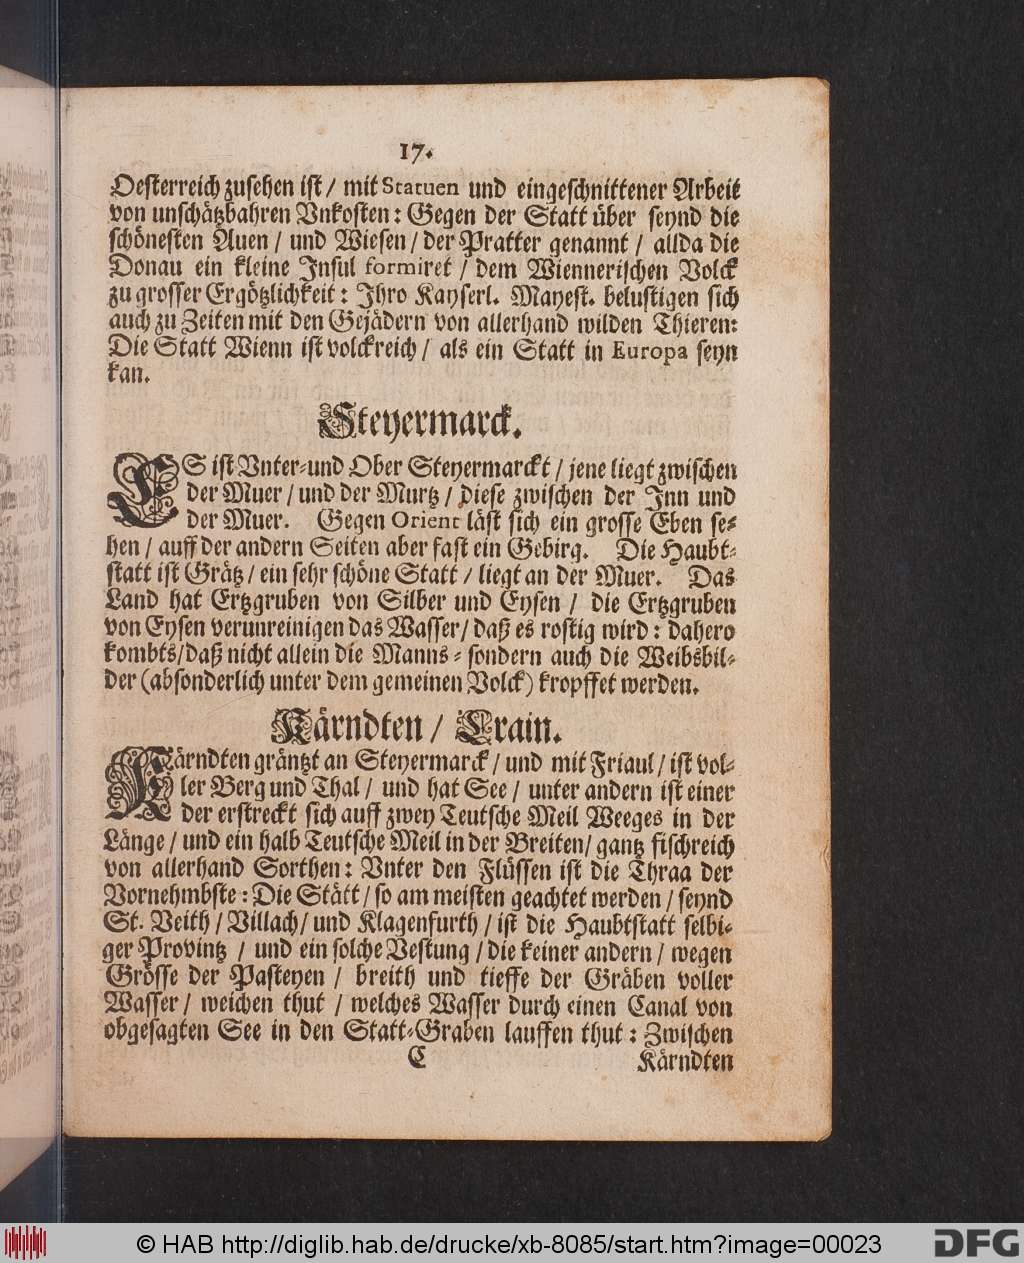 17.
Oesterreich zusehen ist / mit Statuen und eingeschnittener Arbeit
von unschätzbahren Vnkosten: Gegen der Statt über seynd die
schönesten Auen / und Wiesen / der Pratter genannt / allda die
Donau ein kleine Insul formiret / dem Wiennerischen Volck
zu grosser Ergötzlichkeit: Ihro Kayserl. Mayest. belustigen sich
auch zu Zeiten mit den Gejädern von allerhand wilden Thieren:
Die Statt Wienn ist volckreich / als ein Statt in Europa seyn
kan.
Steyermarck.
ES ist Vnter-und Ober Steyermarckt / jene liegt zwischen
der Muer / und der Murtz / diese zwischen der Inn und
der Muer. Gegen Orient läst sich ein grosse Eben se-
hen / auff der andern Seiten aber fast ein Gebirg. Die Haubt-
statt ist Grätz / ein sehr schöne Statt / liegt an der Muer. Das
Land hat Ertzgruben von Silber und Eysen / die Ertzgruben
von Eysen verunreinigen das Wasser / daß es rostig wird: dahero
kombts / daß nicht allein die Manns- sondern auch die Weibsbil-
der (absonderlich unter dem gemeinen Volck) kropffet werden.
Kärndten / Crain.
KÄrndten gräntzt an Steyermarck / und mit Friaul / ist vol-
ler Berg und Thal / und hat See / unter andern ist einer
der erstreckt sich auff zwey Teutsche Meil Weeges in der
Länge / und ein halb Teutsche Meil in der Breiten / gantz fischreich
von allerhand Sorthen: Vnter den Flüssen ist die Thraa der
Vornehmbste: Die Stätt / so am meisten geachtet werden / seynd
St. Veith / Villach / und Klagenfurth / ist die Haubtstatt selbi-
ger Provintz / und ein solche Vestung / die keiner andern / wegen
Grösse der Pasteyen / breith und tieffe der Gräben voller
Wasser / weichen thut / welches Wasser durch einen Canal von
obgesagten See in den Statt-Graben lauffen thut: Zwischen
C Kärndten
© HAB http://diglib.hab.de/drucke/xb-8085/start.htm?image=00023
DFG